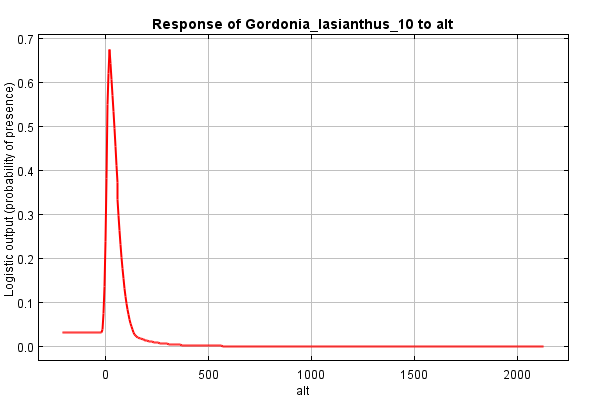 Response of Gordonia_lasianthus_10 to alt
Logistic output (probability of presence)
0.7
0.6
0.5
0.4
0.3
0.2
0.1
0.0
0 500 1000 1500 2000
alt